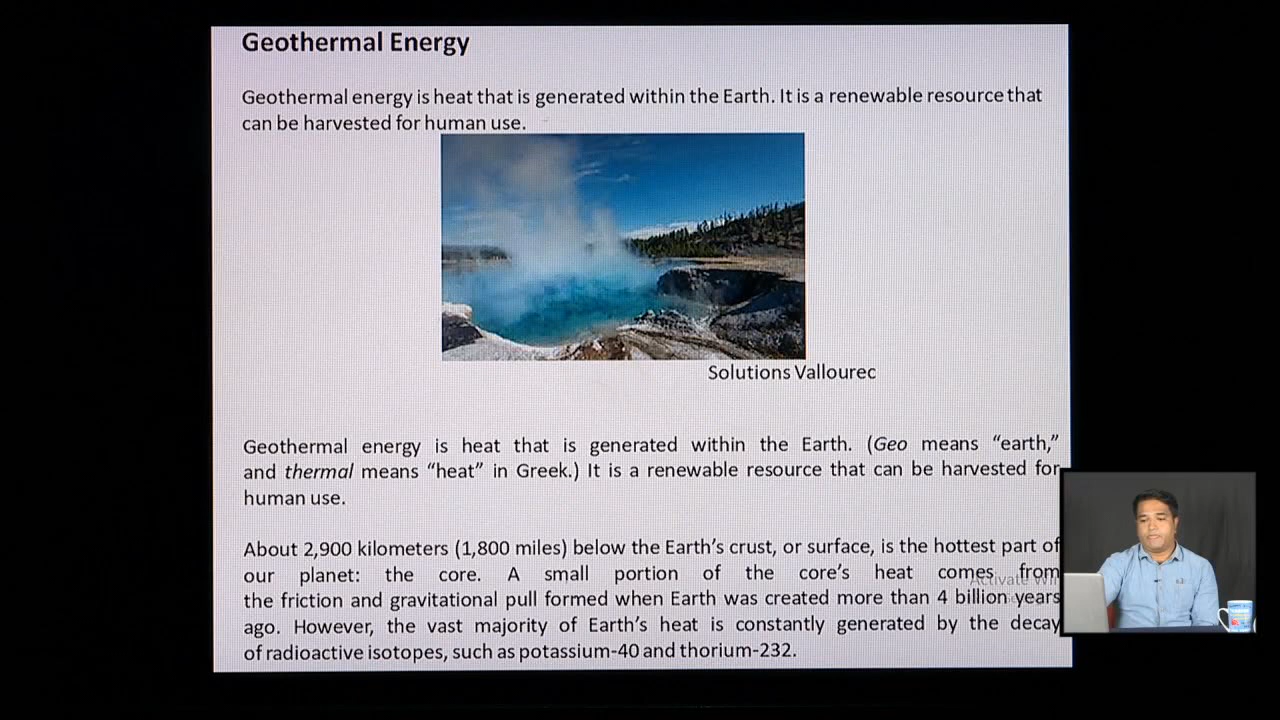 Geothermal Energy
Geothermal energy is heat that is generated within the Earth. It is a renewable resource that
can be harvested for human use.
Solutions Vallourec
Geothermal energy is heat that is generated within the Earth. (Geo means “earth,”
and thermal means “heat” in Greek.) It is a renewable resource that can be harvested for
human use.
About 2,900 kilometers (1,800 miles) below the Earth’s crust, or surface, is the hottest part of
our planet: the core. A small portion of the core’s heat comes from
the friction and gravitational pull formed when Earth was created more than 4 billion years
ago. However, the vast majority of Earth’s heat is constantly generated by the decay
of radioactive isotopes, such as potassium-40 and thorium-232.
Activate